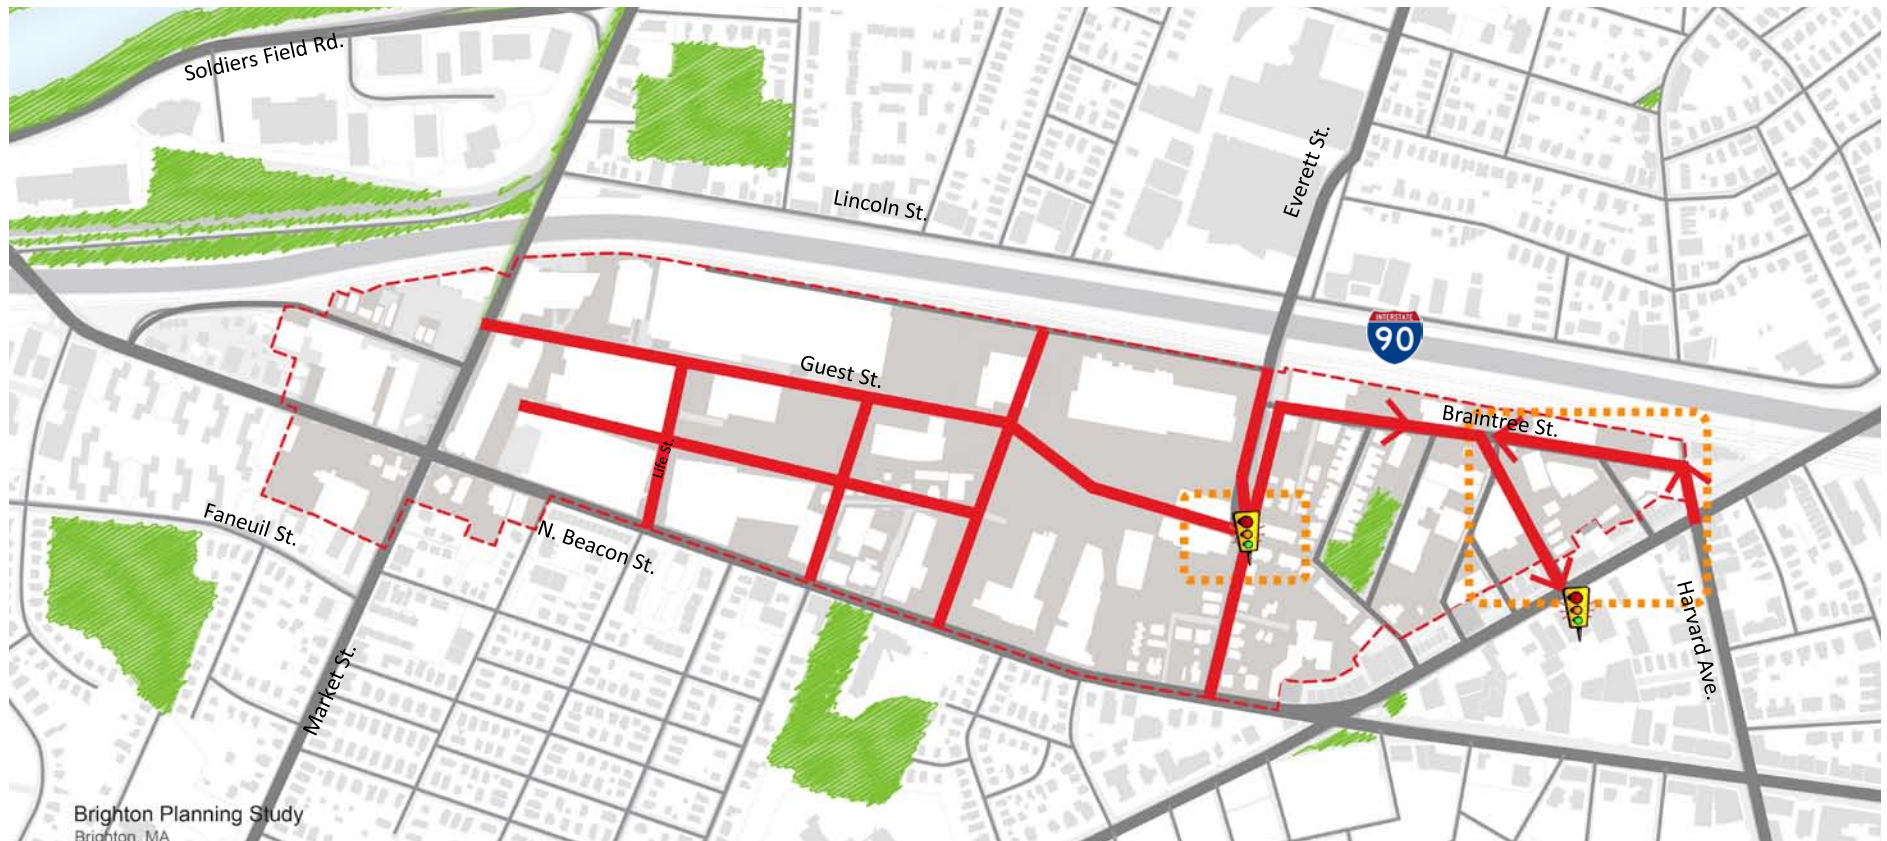 Soldiers Field Rd.
Lincoln St.
Everett St.
INTERSTATE
90
Guest St.
Braintree St.
Life St.
Faneuil St.
N. Beacon St.
Market St.
Harvard Ave.
Brighton Planning Study
Brighton, MA